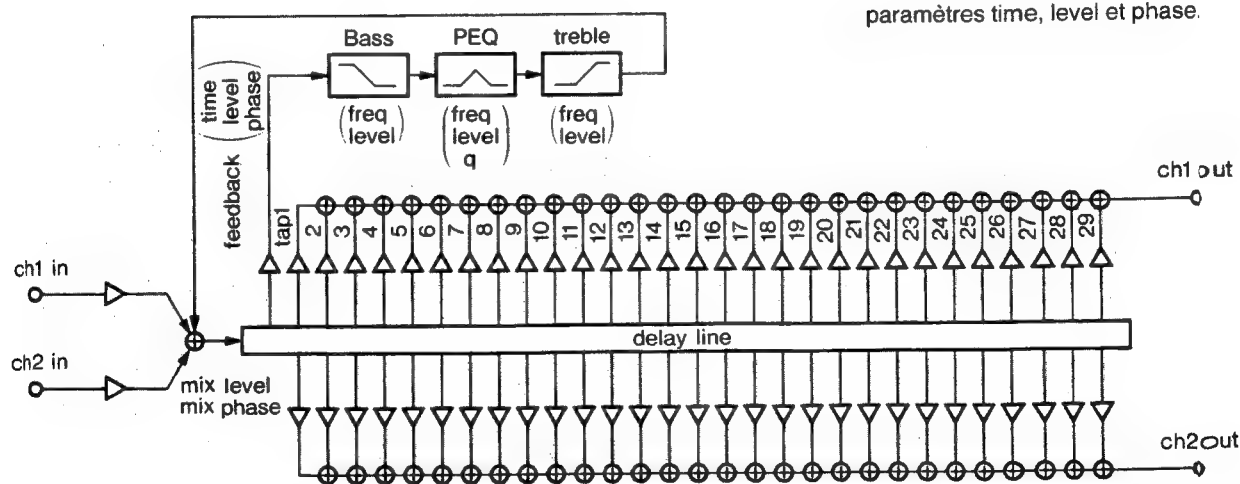 paramètres time, level et phase.
Bass
PEQ
treble
(time
level
phase)
(freq
level)
(freq
level
q)
(freq
level)
feedback
ch1 out
tap1 2 3 4 5 6 7 8 9 10 11 12 13 14 15 16 17 18 19 20 21 22 23 24 25 26 27 28 29
ch1 in
delay line
ch2 in
mix level
mix phase
ch2out